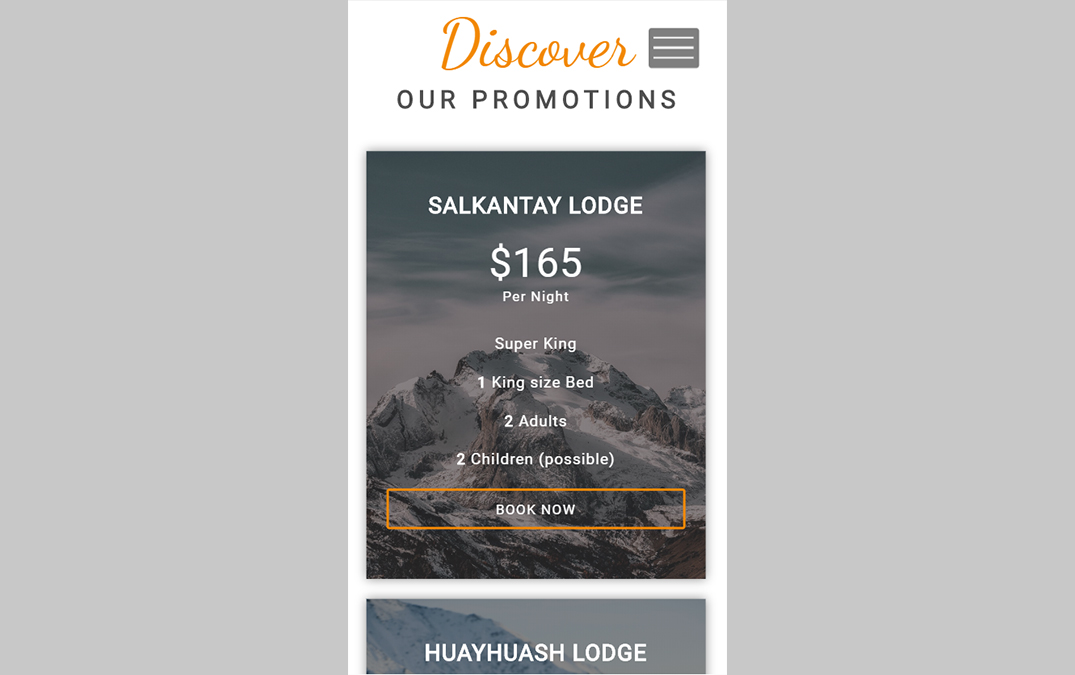 Discover
OUR PROMOTIONS
SALKANTAY LODGE
$165
Per Night
Super King
1 King size Bed
2 Adults
2 Children (possible)
BOOK NOW
HUAYHUASH LODGE